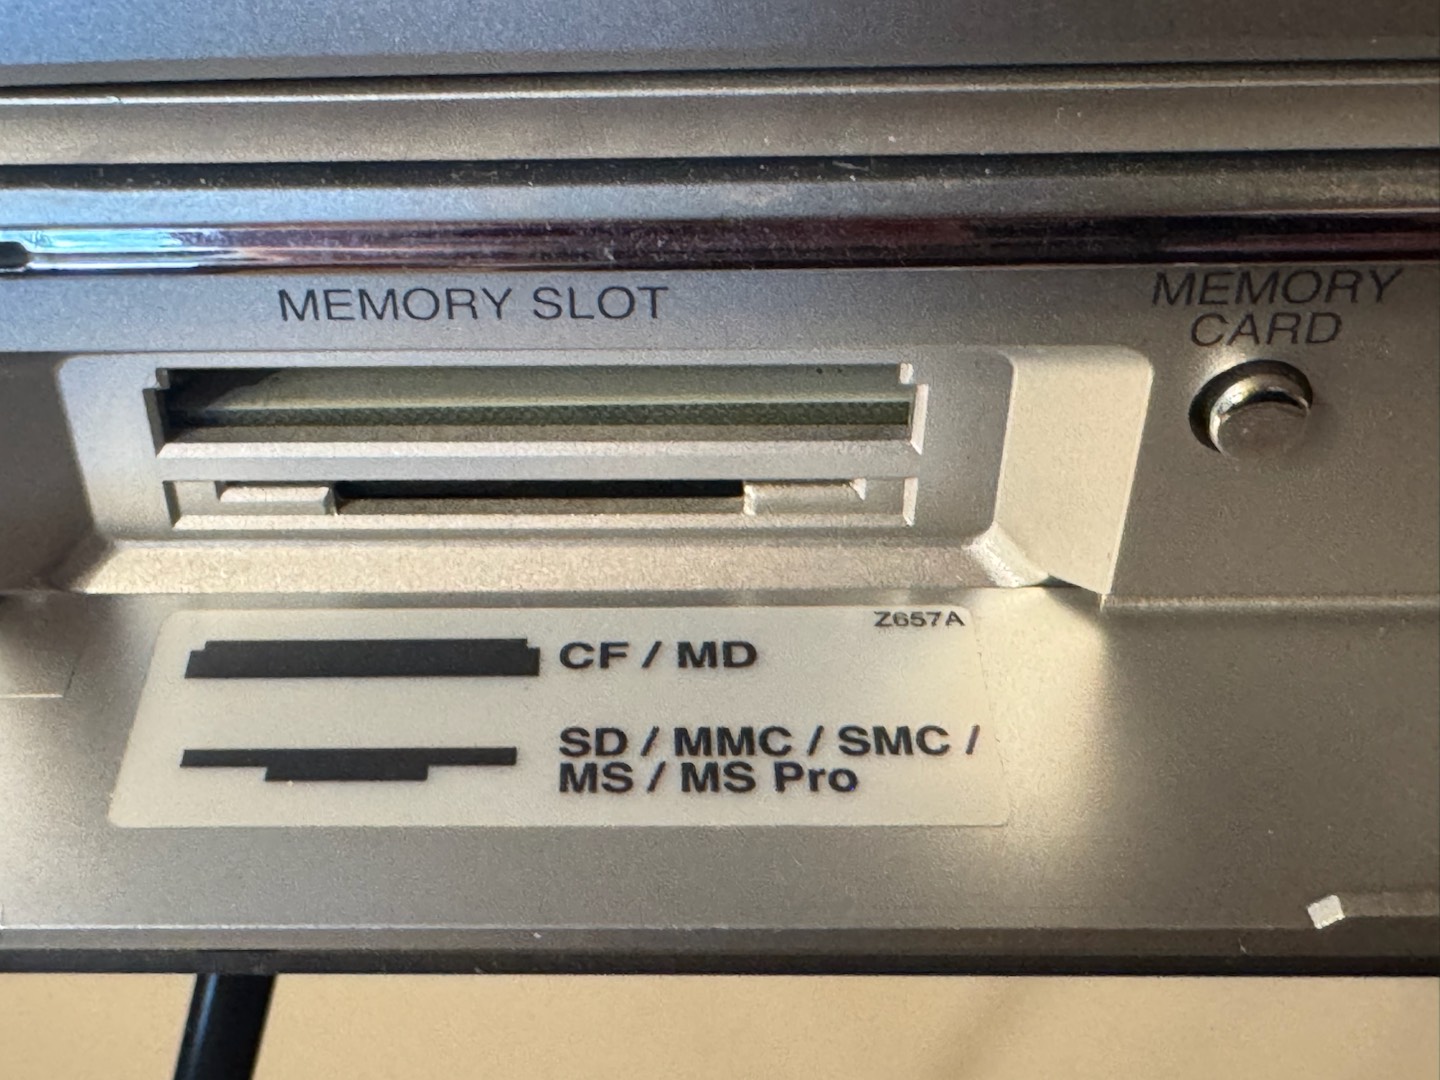 MEMORY SLOT
MEMORY
CARD
Z657A
CF / MD
SD / MMC / SMC /
MS / MS Pro